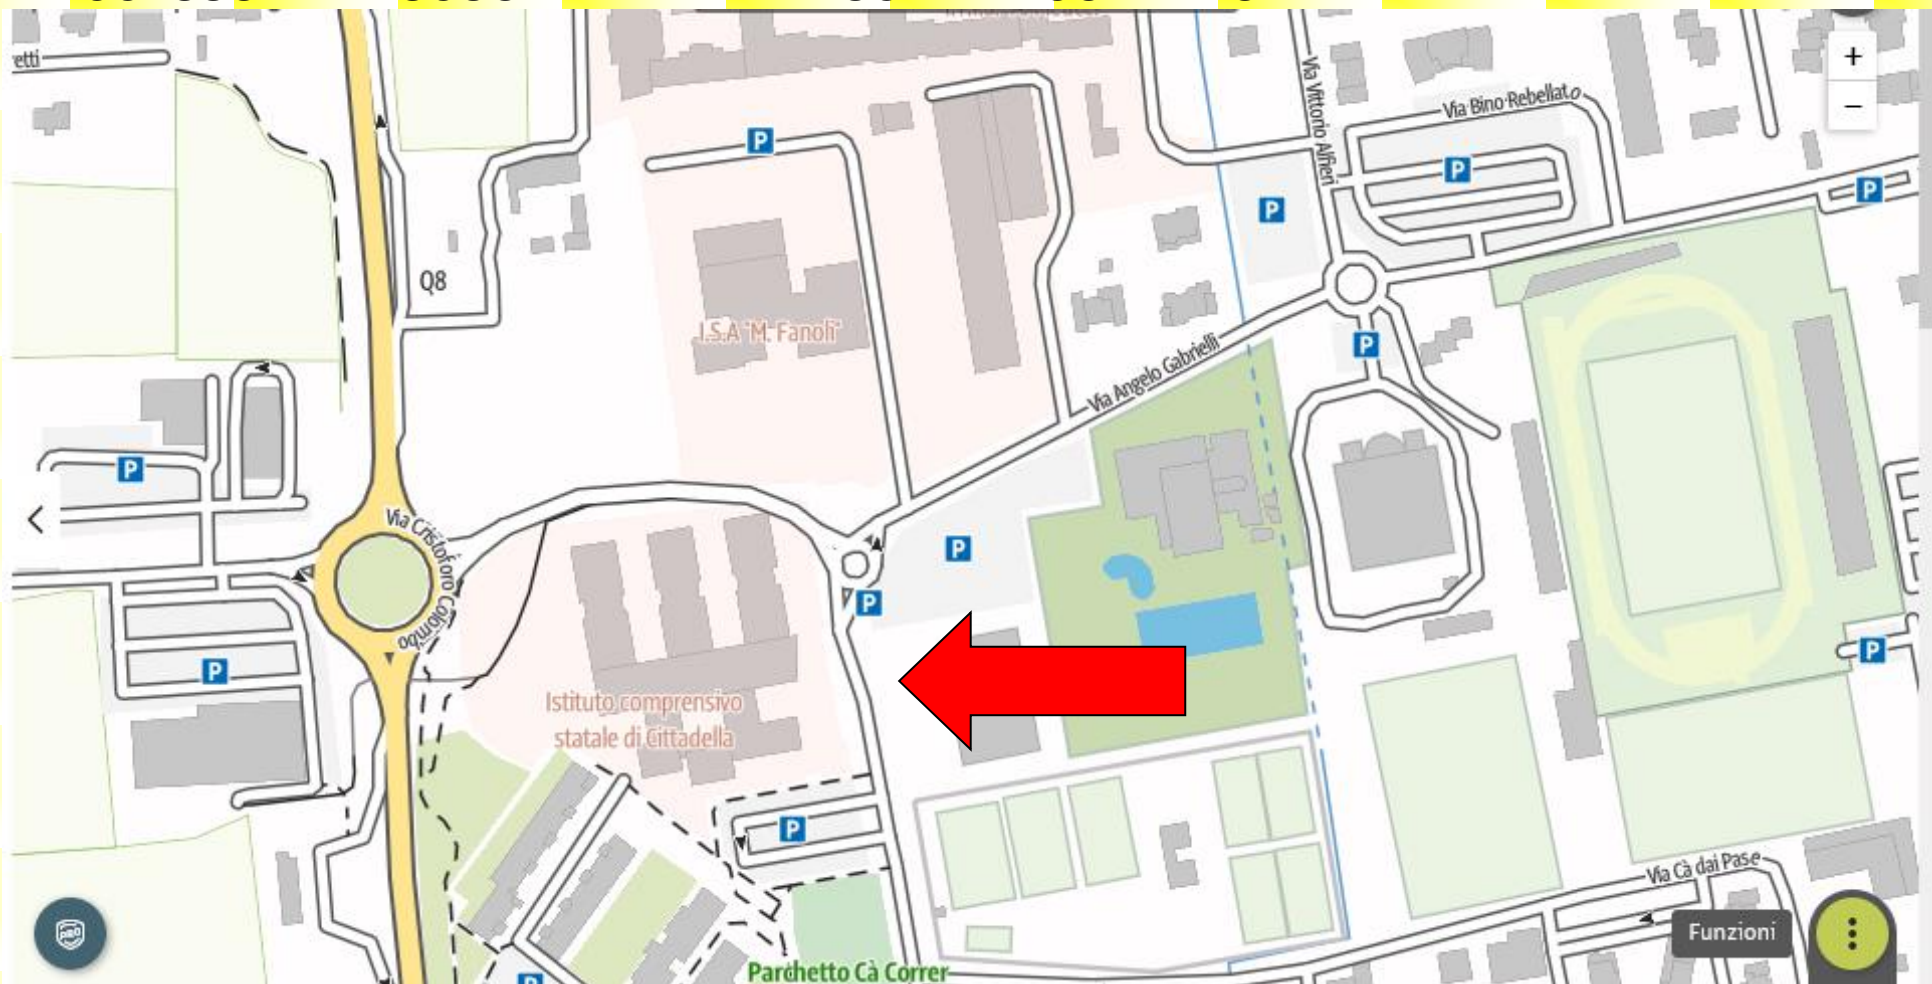 etti
Via Vittorio Alfieri
Via Bino Rebellato
+
−
P
P
P
P
P
Q8
I.S.A "M. Fanoli"
P
Via Angelo Gabrielli
P
Via Cristoforo Colombo
P
P
P
Istituto comprensivo
statale di Cittadella
P
P
Via Cà dai Pase
PRO
Funzioni
Parchetto Cà Correr
P